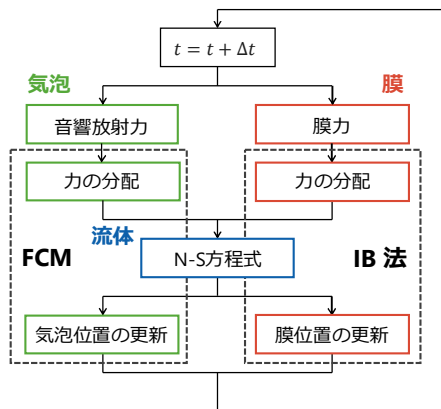 t = t + Δt
気泡
膜
音響放射力
膜力
力の分配
力の分配
流体
FCM
N-S方程式
IB 法
気泡位置の更新
膜位置の更新